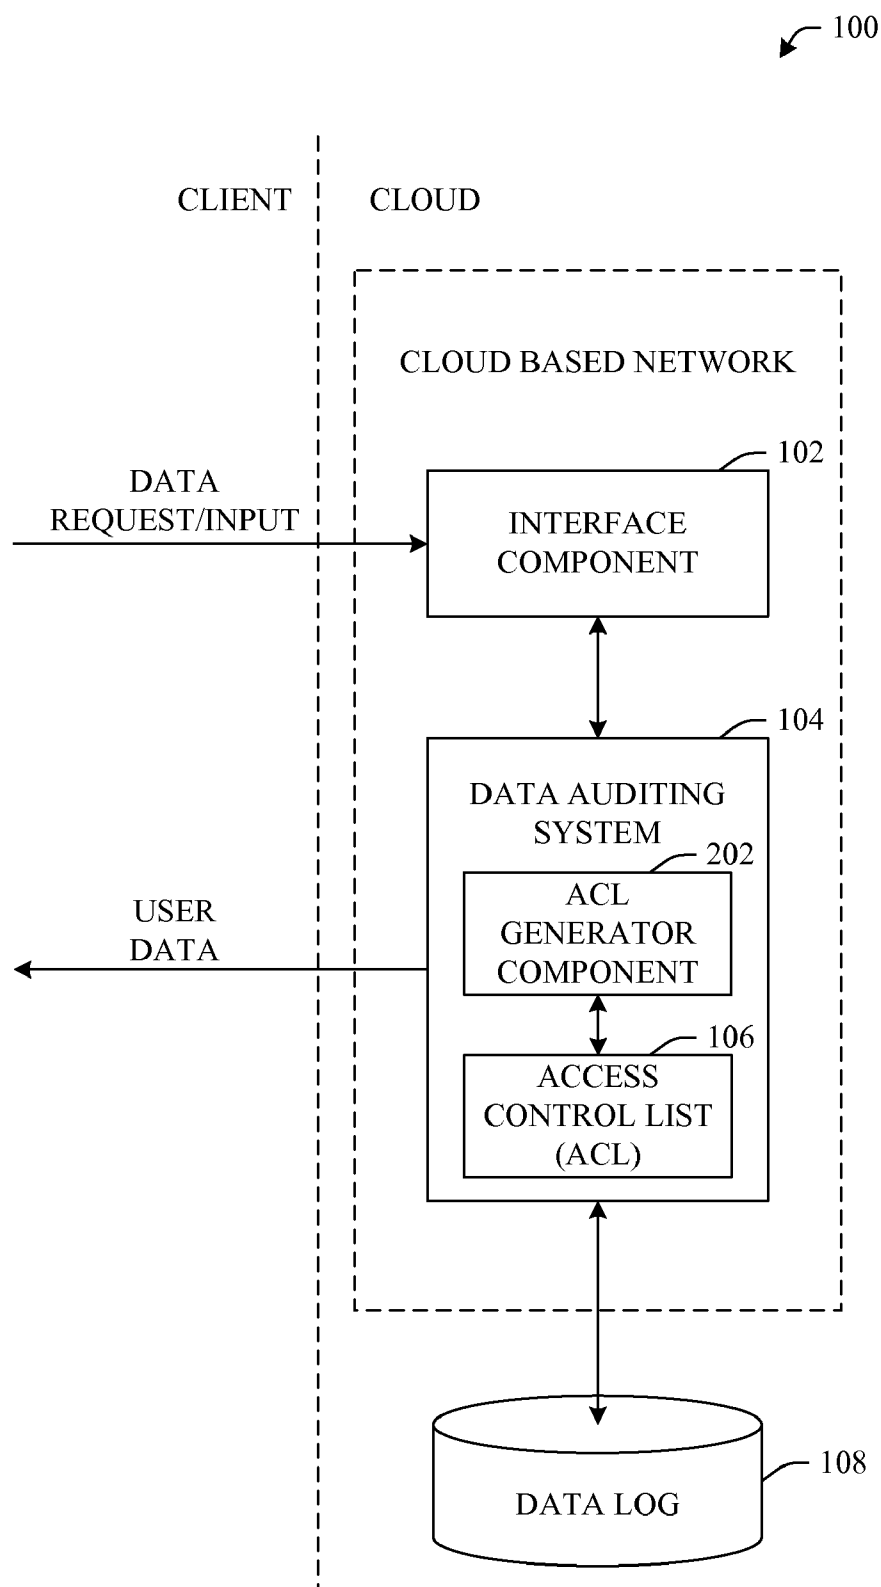 100
CLIENT
CLOUD
CLOUD BASED NETWORK
102
DATA
REQUEST/INPUT
INTERFACE
COMPONENT
104
DATA AUDITING
SYSTEM
202
ACL
GENERATOR
COMPONENT
USER
DATA
106
ACCESS
CONTROL LIST
(ACL)
108
DATA LOG